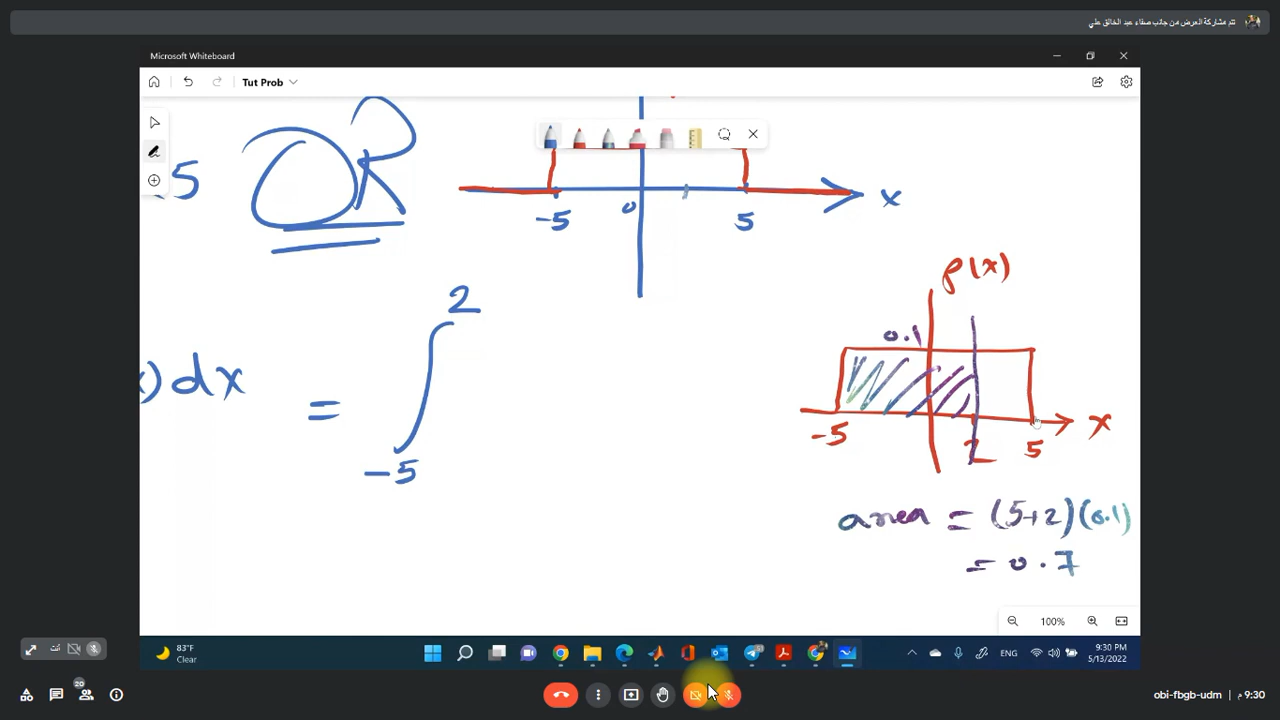 تتم مشاركة العرض من جانب صفاء عبد الخالق علي
Microsoft Whiteboard
Tut Prob
5 OR
-5 0 5 x
ρ(x)
0.1
-5 2 5 x
x) dx = ∫ 2 -5
area = (5+2)(0.1)
= 0.7
100%
أنت
83°F
Clear
ENG
9:30 PM
5/13/2022
20
obi-fbgb-udm | 9:30 م